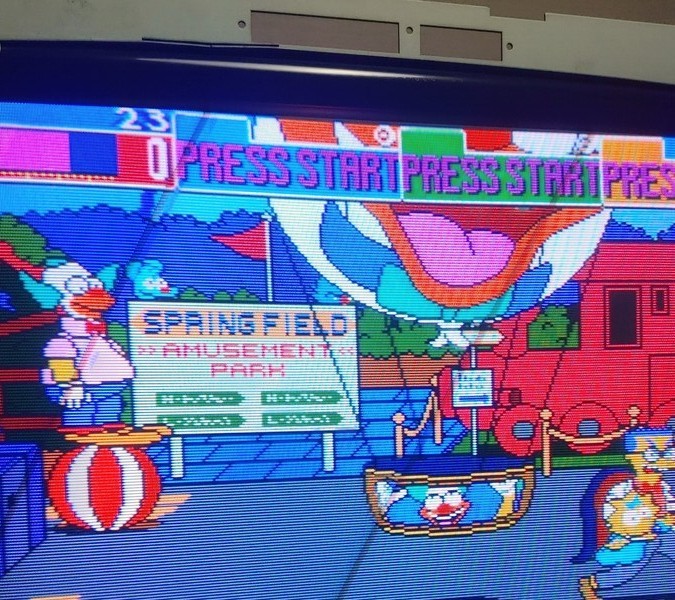 23
0
PRESS START PRESS START PRES
SPRINGFIELD
>> AMUSEMENT <<
PARK